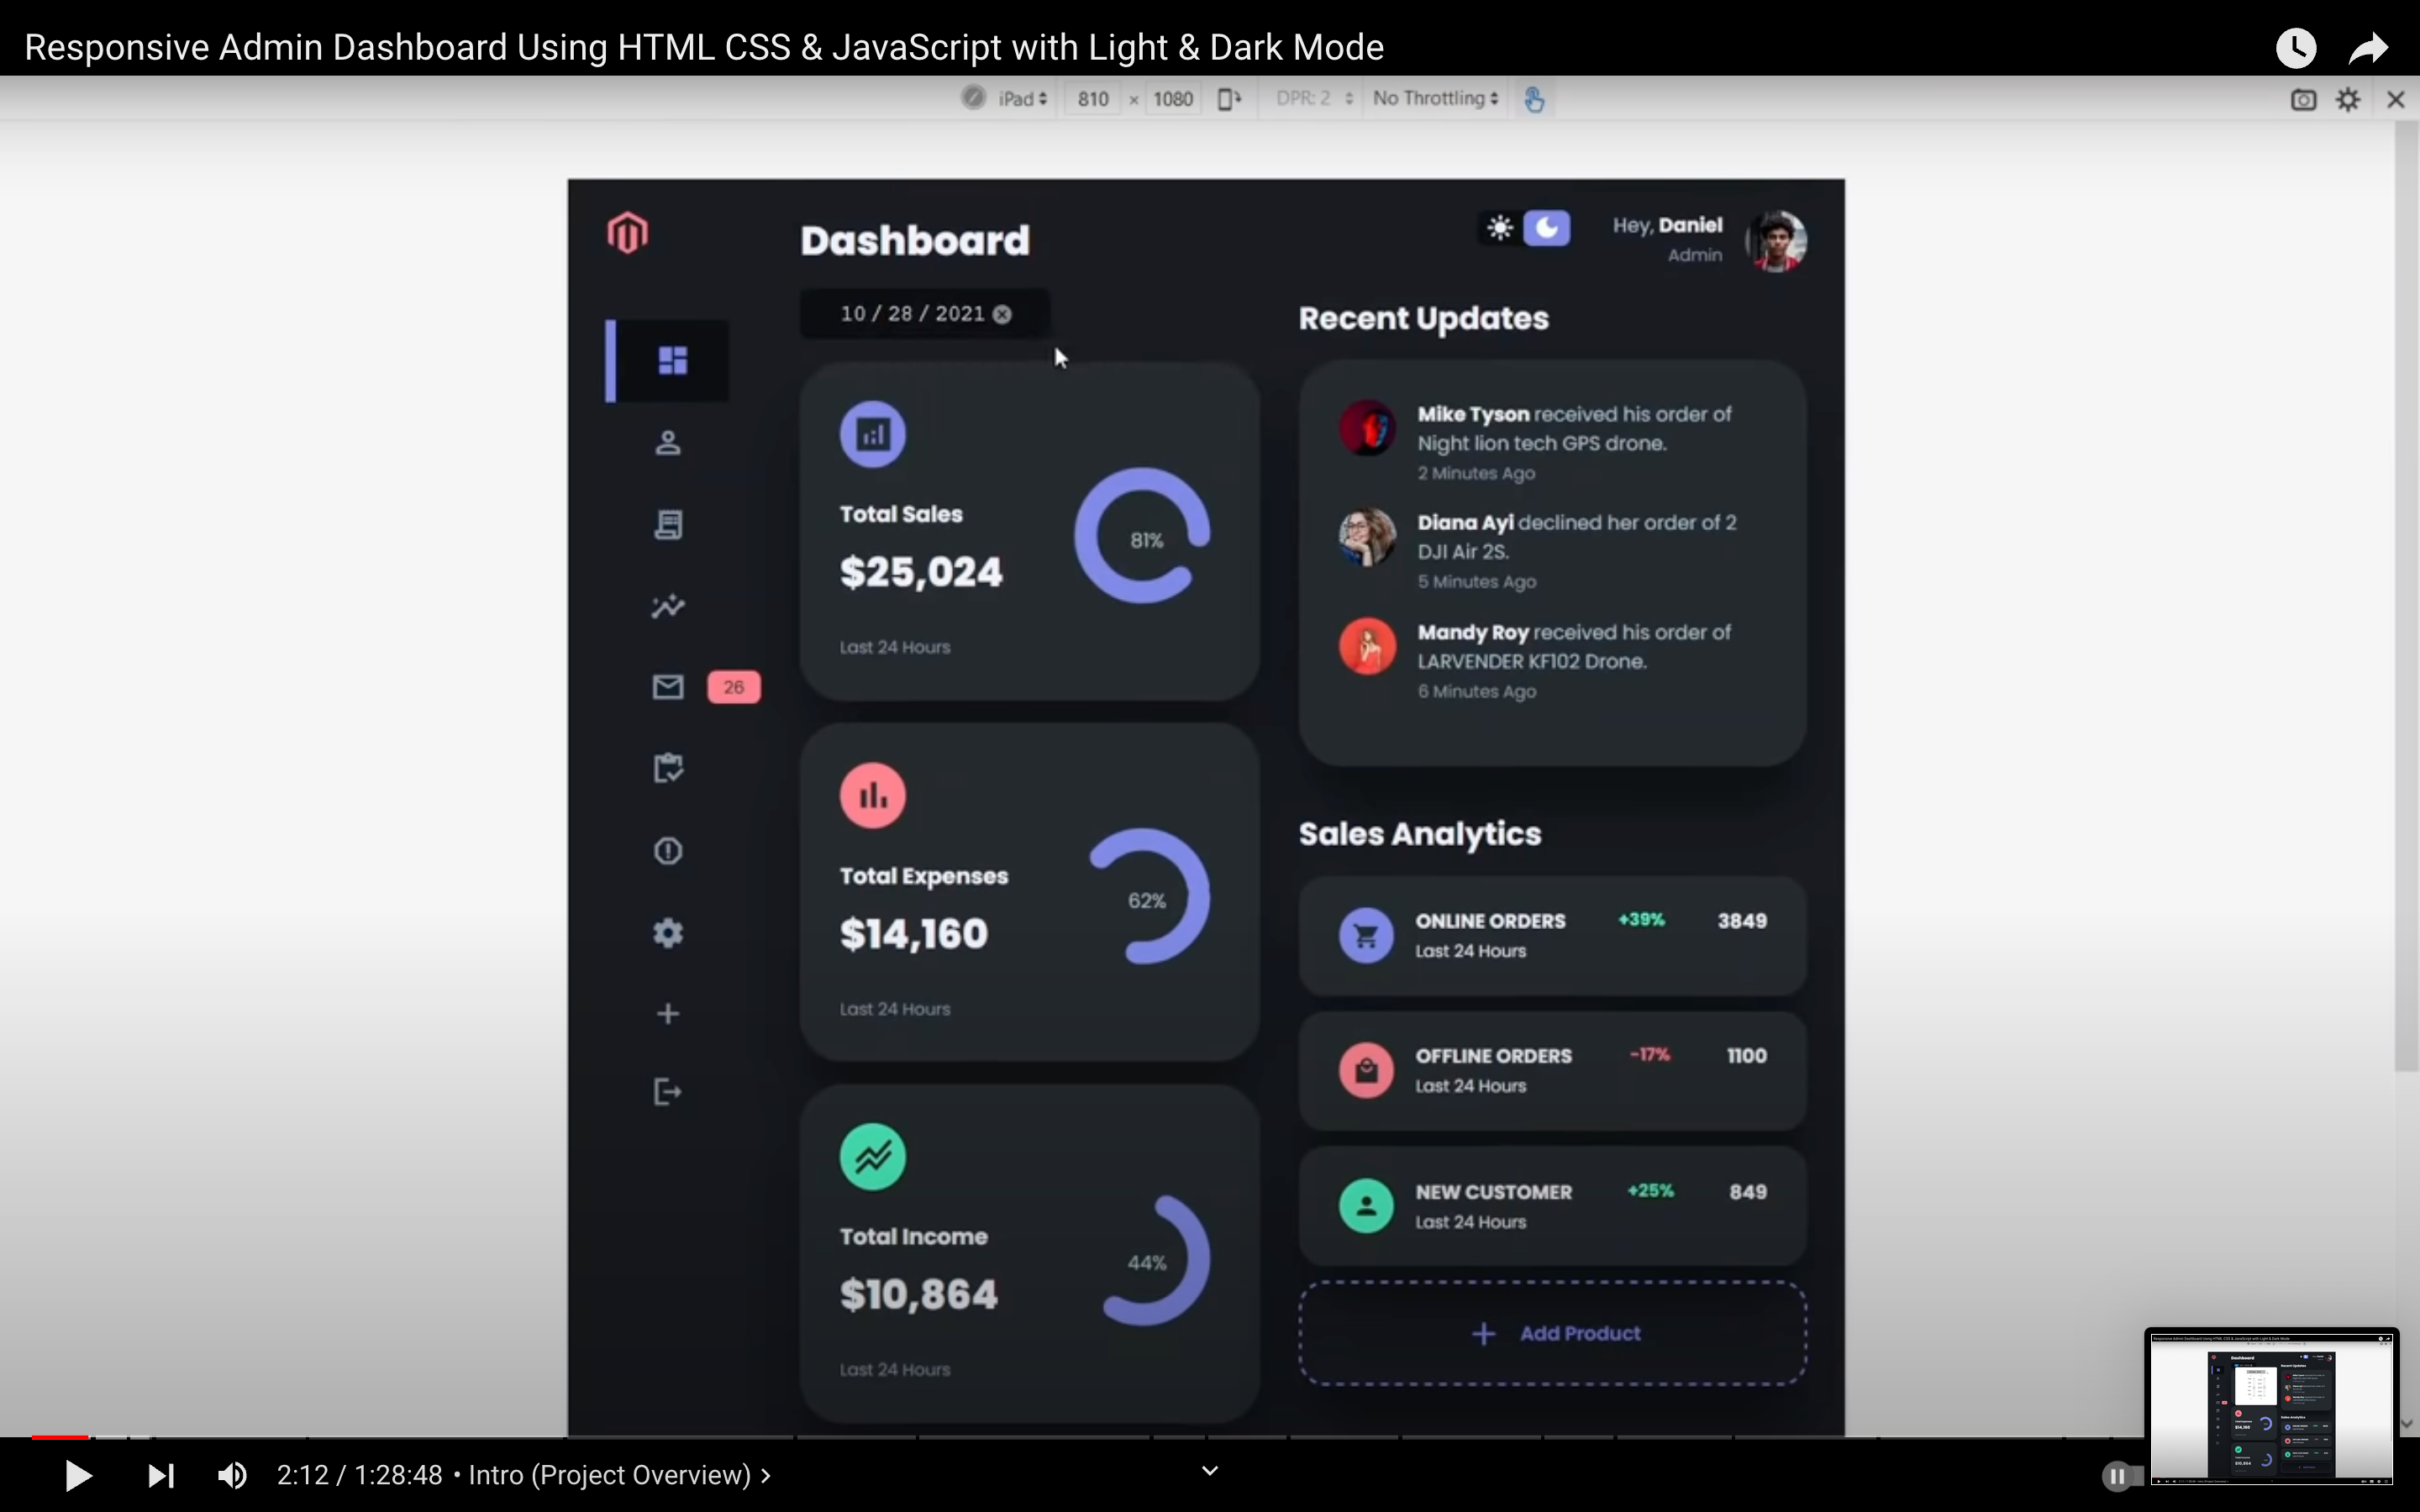 Responsive Admin Dashboard Using HTML CSS & JavaScript with Light & Dark Mode
iPad 810 × 1080 DPR: 2 No Throttling
Dashboard
Hey, Daniel
Admin
10 / 28 / 2021
Total Sales
$25,024
81%
Last 24 Hours
26
Total Expenses
$14,160
62%
Last 24 Hours
Total Income
$10,864
44%
Last 24 Hours
Recent Updates
Mike Tyson received his order of
Night lion tech GPS drone.
2 Minutes Ago
Diana Ayi declined her order of 2
DJI Air 2S.
5 Minutes Ago
Mandy Roy received his order of
LARVENDER KF102 Drone.
6 Minutes Ago
Sales Analytics
ONLINE ORDERS +39% 3849
Last 24 Hours
OFFLINE ORDERS -17% 1100
Last 24 Hours
NEW CUSTOMER +25% 849
Last 24 Hours
+ Add Product
2:12 / 1:28:48 • Intro (Project Overview) >